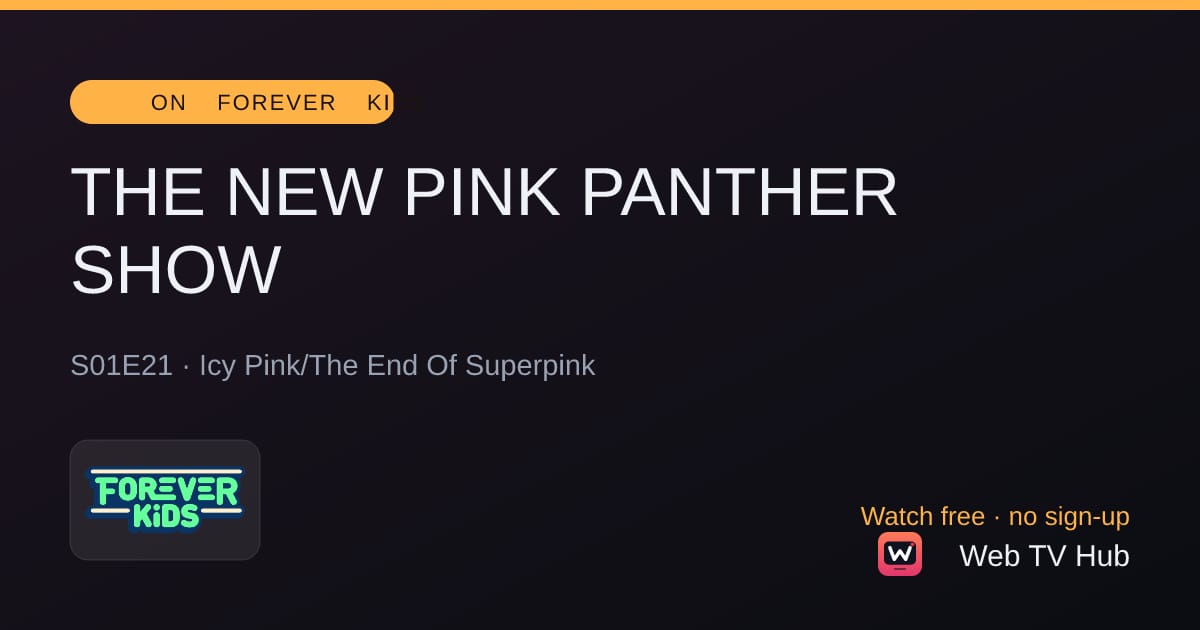 ON FOREVER KI
THE NEW PINK PANTHER
SHOW
S01E21 · Icy Pink/The End Of Superpink
FOREVER
KiDS
Watch free · no sign-up
W
Web TV Hub